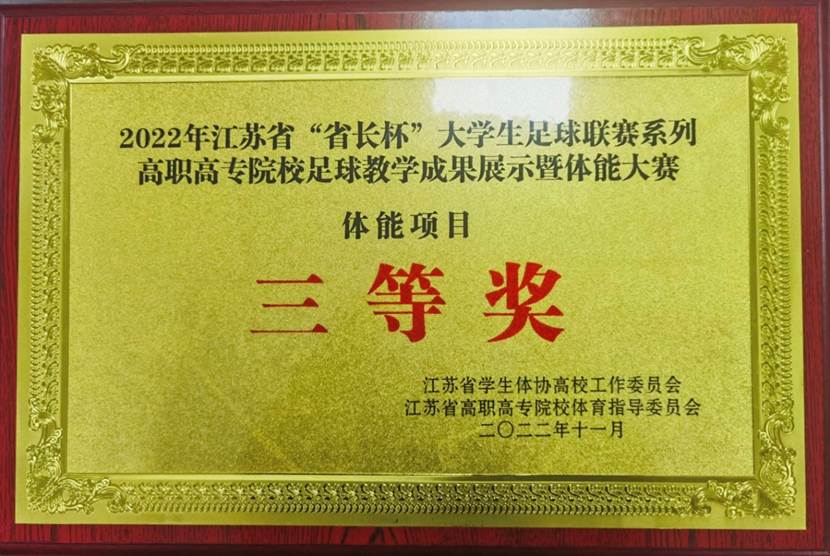 2022年江苏省“省长杯”大学生足球联赛系列
高职高专院校足球教学成果展示暨体能大赛
体能项目
三等奖
江苏省学生体协高校工作委员会
江苏省高职高专院校体育指导委员会
二〇二二年十一月